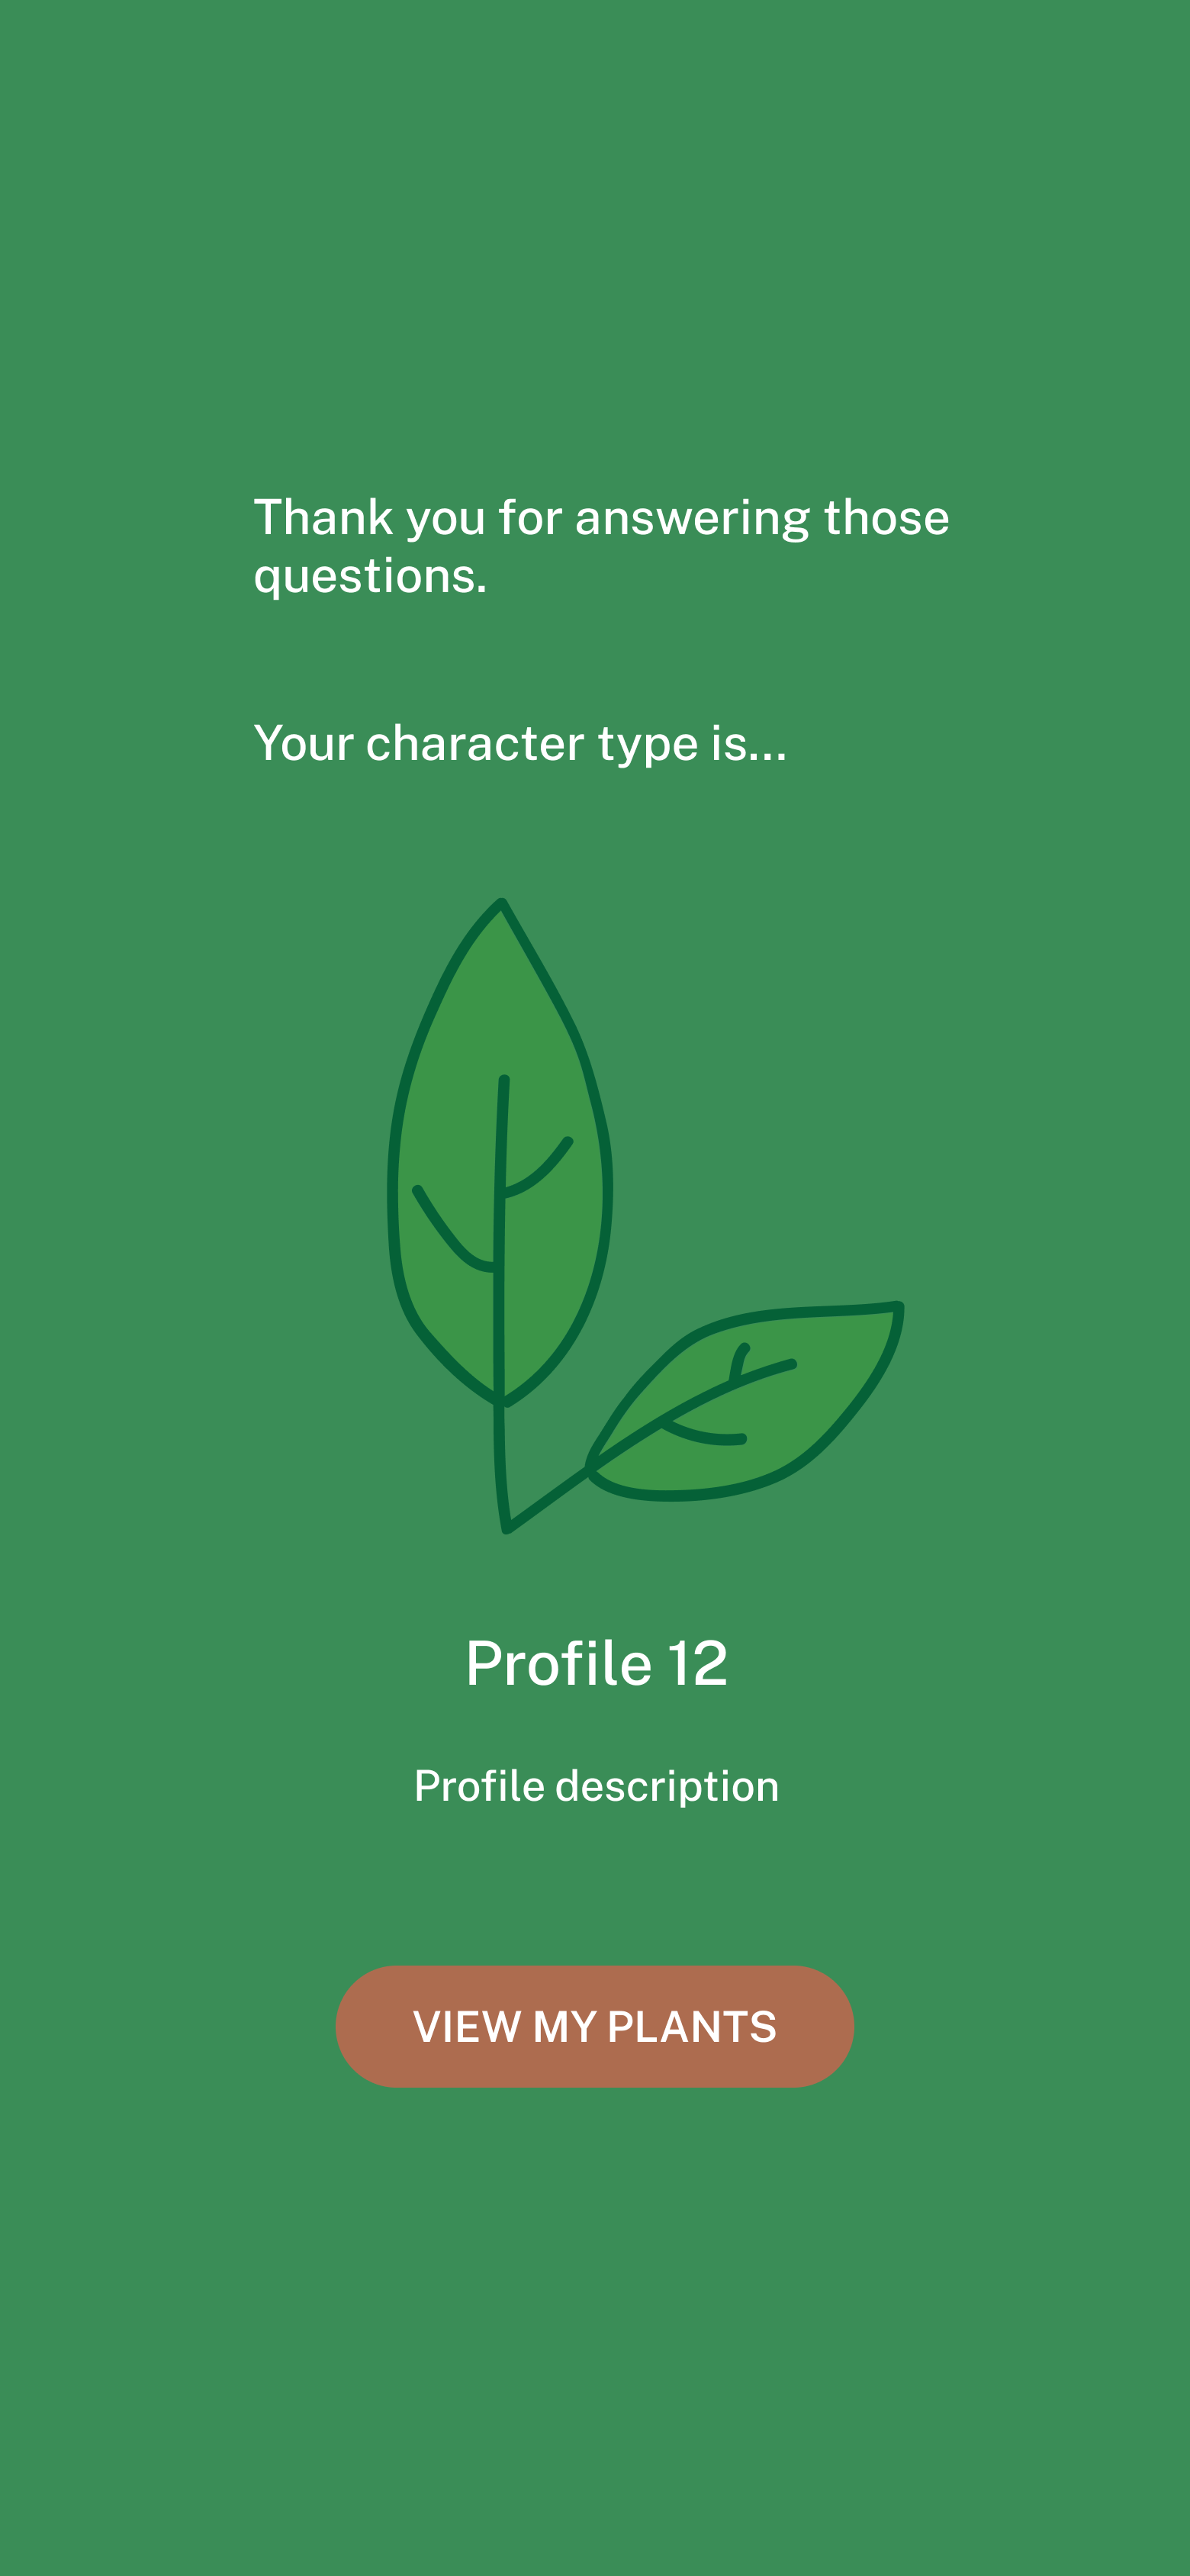 Thank you for answering those
questions.
Your character type is...
Profile 12
Profile description
VIEW MY PLANTS